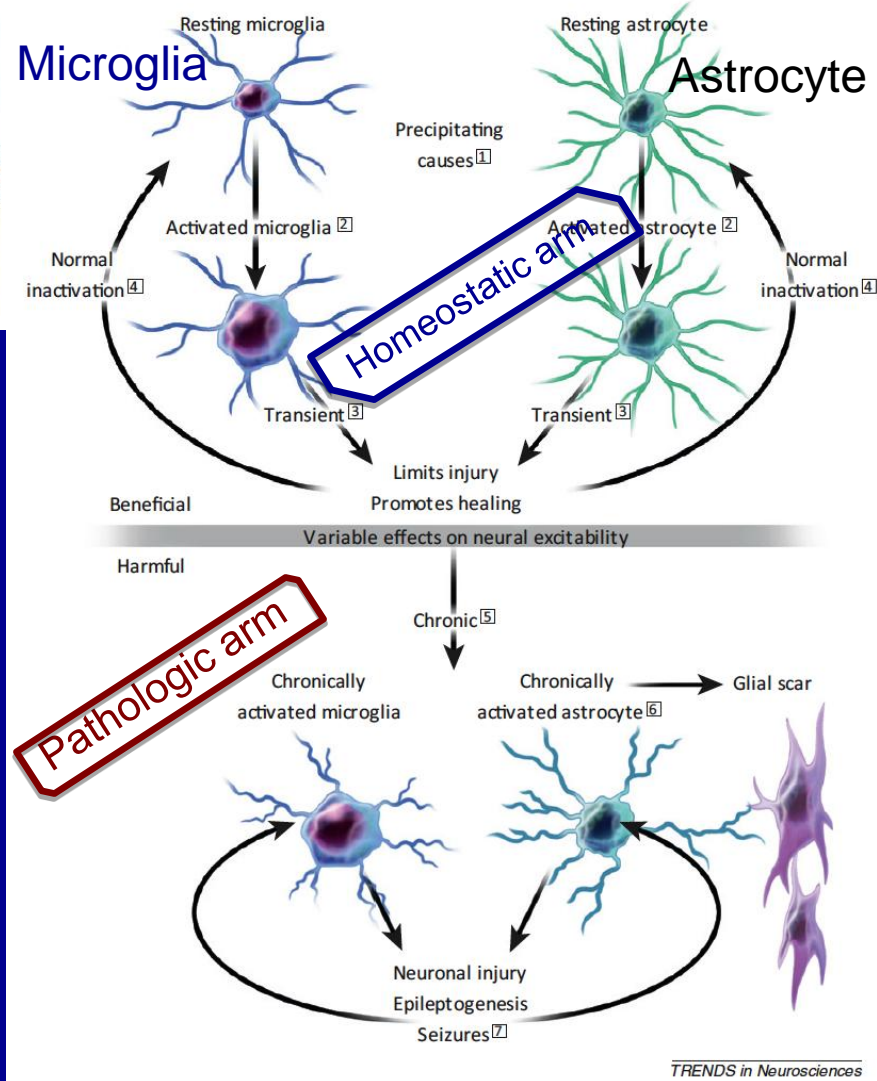 Resting microglia
Resting astrocyte
Microglia
Astrocyte
Precipitating
causes 1
Activated microglia 2
Activated astrocyte 2
Homeostatic arm
Normal
inactivation 4
Normal
inactivation 4
Transient 3
Transient 3
Limits injury
Promotes healing
Beneficial
Variable effects on neural excitability
Harmful
Chronic 5
Pathologic arm
Chronically
activated microglia
Chronically
activated astrocyte 6
Glial scar
Neuronal injury
Epileptogenesis
Seizures 7
TRENDS in Neurosciences